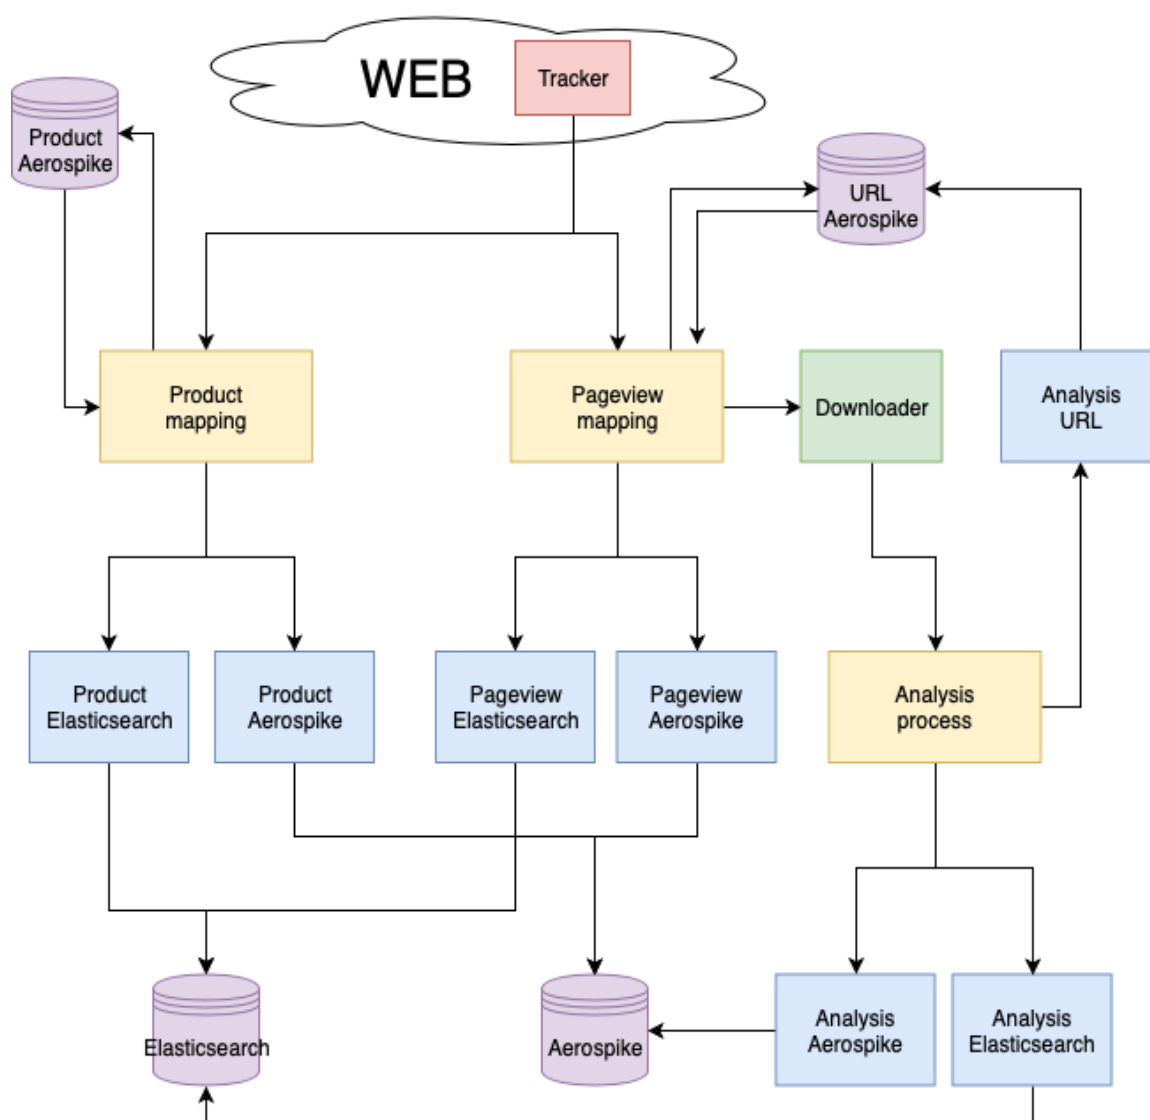 WEB
Tracker
Product
Aerospike
URL
Aerospike
Product
mapping
Pageview
mapping
Downloader
Analysis
URL
Product
Elasticsearch
Product
Aerospike
Pageview
Elasticsearch
Pageview
Aerospike
Analysis
process
Elasticsearch
Aerospike
Analysis
Aerospike
Analysis
Elasticsearch